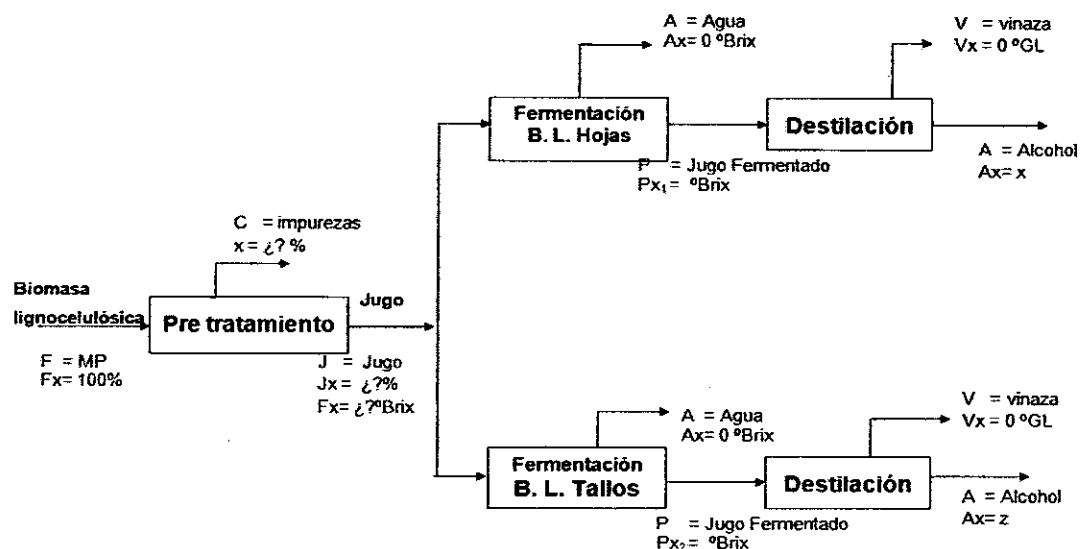 A = Agua
Ax= 0 ºBrix
V = vinaza
Vx= 0 ºGL
Fermentación
B. L. Hojas
Destilación
P = Jugo Fermentado
Px₁= ºBrix
A = Alcohol
Ax= x
C = impurezas
x = ¿? %
Biomasa
lignocelulósica
Pre tratamiento
Jugo
F = MP
Fx= 100%
J = Jugo
Jx = ¿?%
Fx= ¿?ºBrix
A = Agua
Ax= 0 ºBrix
V = vinaza
Vx= 0 ºGL
Fermentación
B. L. Tallos
Destilación
P = Jugo Fermentado
Px₂= ºBrix
A = Alcohol
Ax= z